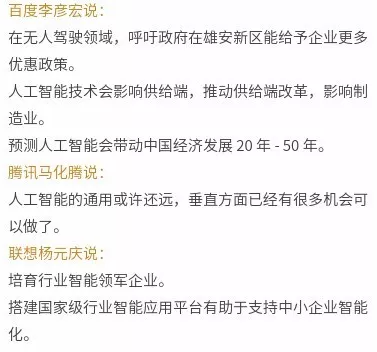 百度李彦宏说：
在无人驾驶领域，呼吁政府在雄安新区能给予企业更多
优惠政策。
人工智能技术会影响供给端，推动供给端改革，影响制
造业。
预测人工智能会带动中国经济发展 20 年 - 50 年。
腾讯马化腾说：
人工智能的通用或许还远，垂直方面已经有很多机会可
以做了。
联想杨元庆说：
培育行业智能领军企业。
搭建国家级行业智能应用平台有助于支持中小企业智能
化。